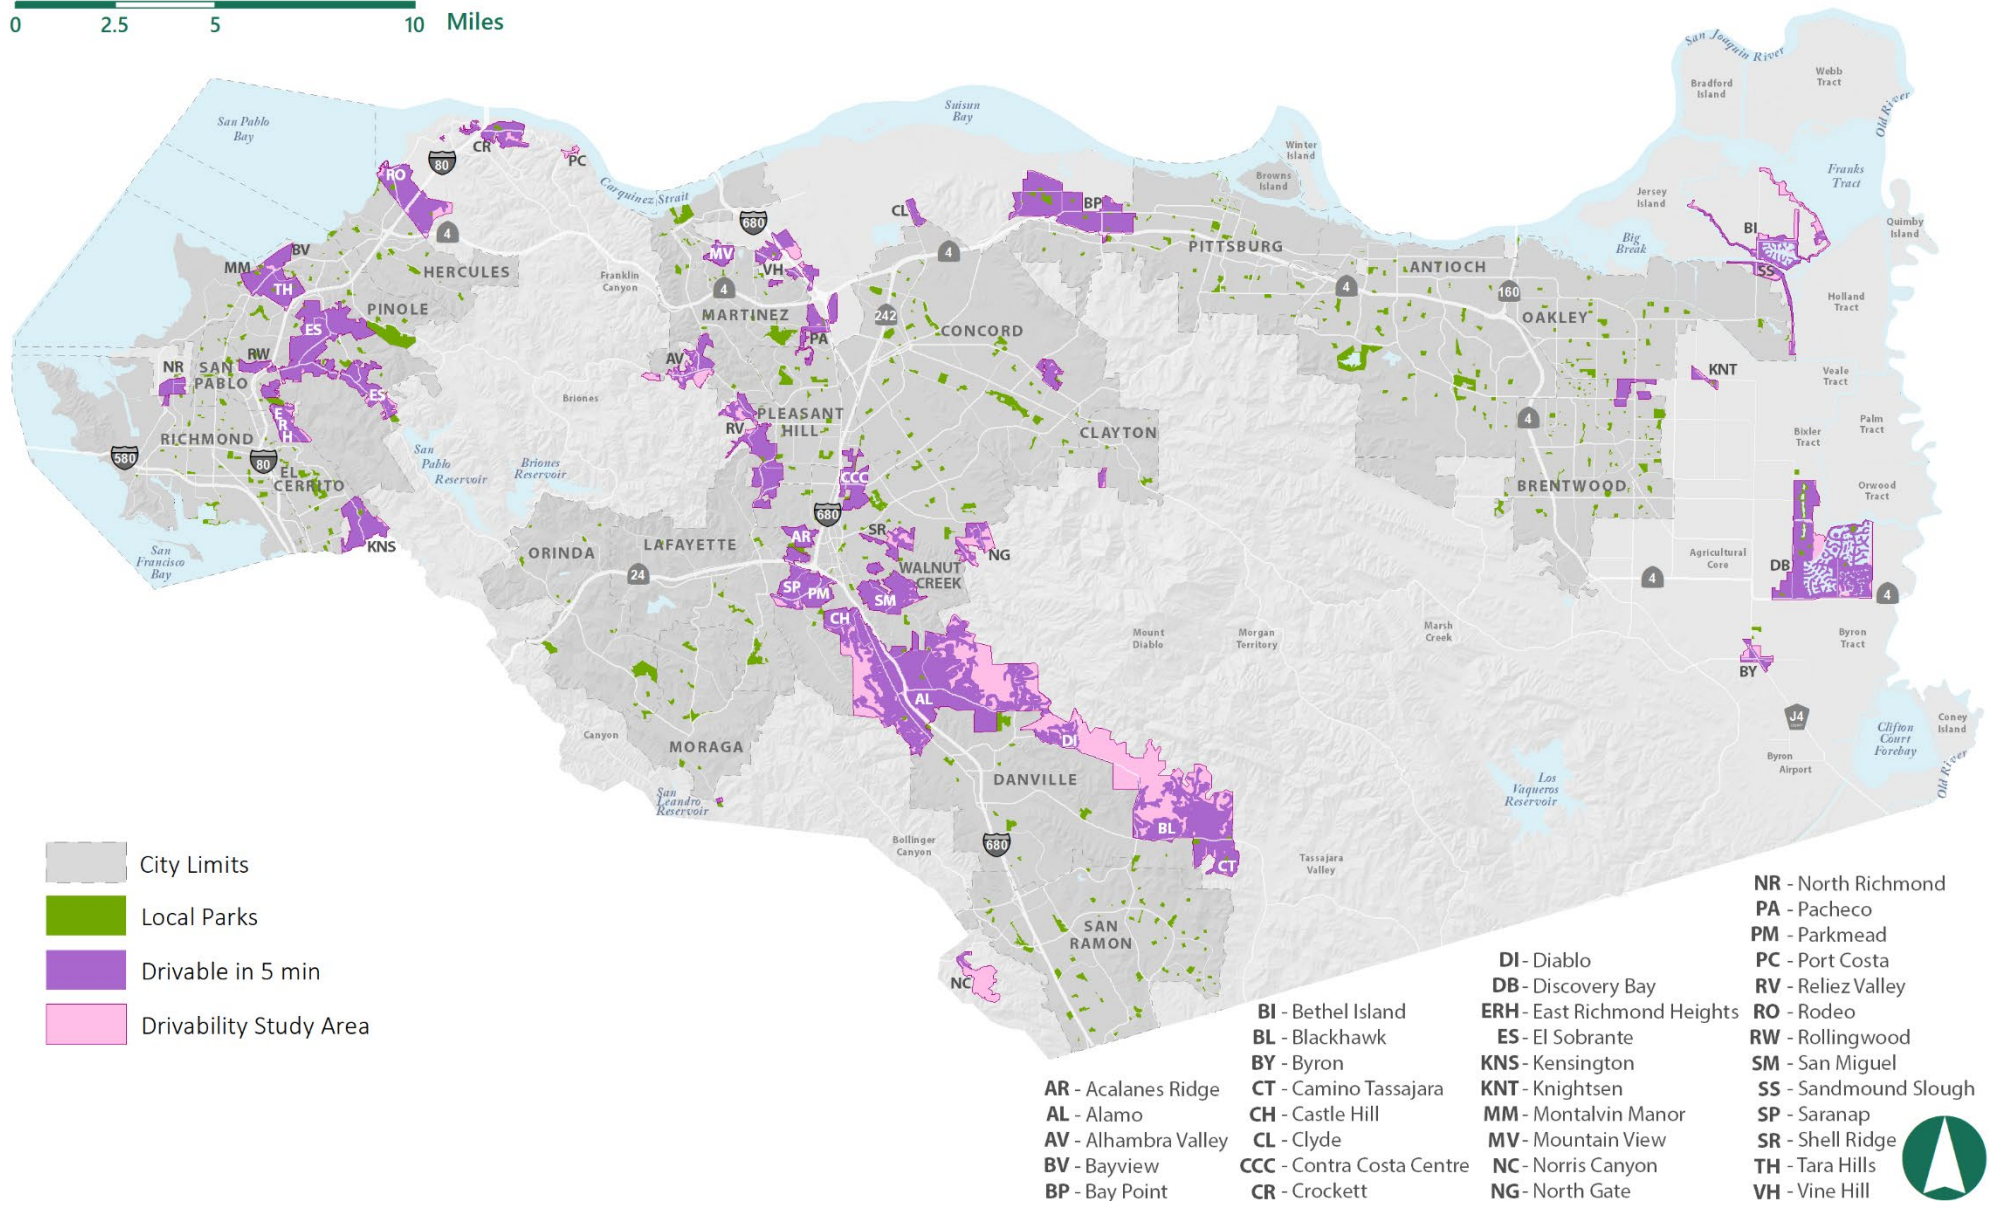 0 2.5 5 10 Miles
San Joaquin River
Webb
Tract
Bradford
Island
Old River
San Pablo
Bay
Suisun
Bay
CR
80
PC
Winter
Island
Browns
Island
Franks
Tract
RO
Carquinez Strait
Jersey
Island
Quimby
Island
CL
BP
680
4
BV
MM
TH
HERCULES
Franklin
Canyon
MV
VH
4
4
PITTSBURG
ANTIOCH
Big
Break
BI
SS
PINOLE
ES
MARTINEZ
242
CONCORD
4
160
OAKLEY
Holland
Tract
PA
NR
RW
SAN
PABLO
AV
ES
Briones
KNT
Veale
Tract
E
R
H
RICHMOND
PLEASANT
HILL
RV
CLAYTON
4
Palm
Tract
Bixler
Tract
580
80
EL
CERRITO
San
Pablo
Reservoir
Briones
Reservoir
CCC
BRENTWOOD
Orwood
Tract
680
KNS
San
Francisco
Bay
ORINDA
LAFAYETTE
AR
SR
NG
WALNUT
CREEK
24
SP
PM
SM
Agricultural
Core
DB
4
4
CH
Mount
Diablo
Morgan
Territory
Marsh
Creek
Byron
Tract
BY
AL
Canyon
MORAGA
DI
J4
Clifton
Court
Forebay
Coney
Island
Byron
Airport
Old River
DANVILLE
San
Leandro
Reservoir
Los
Vaqueros
Reservoir
BL
Bollinger
Canyon
680
CT
Tassajara
Valley
SAN
RAMON
NC
City Limits
Local Parks
Drivable in 5 min
Drivability Study Area
AR - Acalanes Ridge
AL - Alamo
AV - Alhambra Valley
BV - Bayview
BP - Bay Point
BI - Bethel Island
BL - Blackhawk
BY - Byron
CT - Camino Tassajara
CH - Castle Hill
CL - Clyde
CCC - Contra Costa Centre
CR - Crockett
DI - Diablo
DB - Discovery Bay
ERH - East Richmond Heights
ES - El Sobrante
KNS - Kensington
KNT - Knightsen
MM - Montalvin Manor
MV - Mountain View
NC - Norris Canyon
NG - North Gate
NR - North Richmond
PA - Pacheco
PM - Parkmead
PC - Port Costa
RV - Reliez Valley
RO - Rodeo
RW - Rollingwood
SM - San Miguel
SS - Sandmound Slough
SP - Saranap
SR - Shell Ridge
TH - Tara Hills
VH - Vine Hill